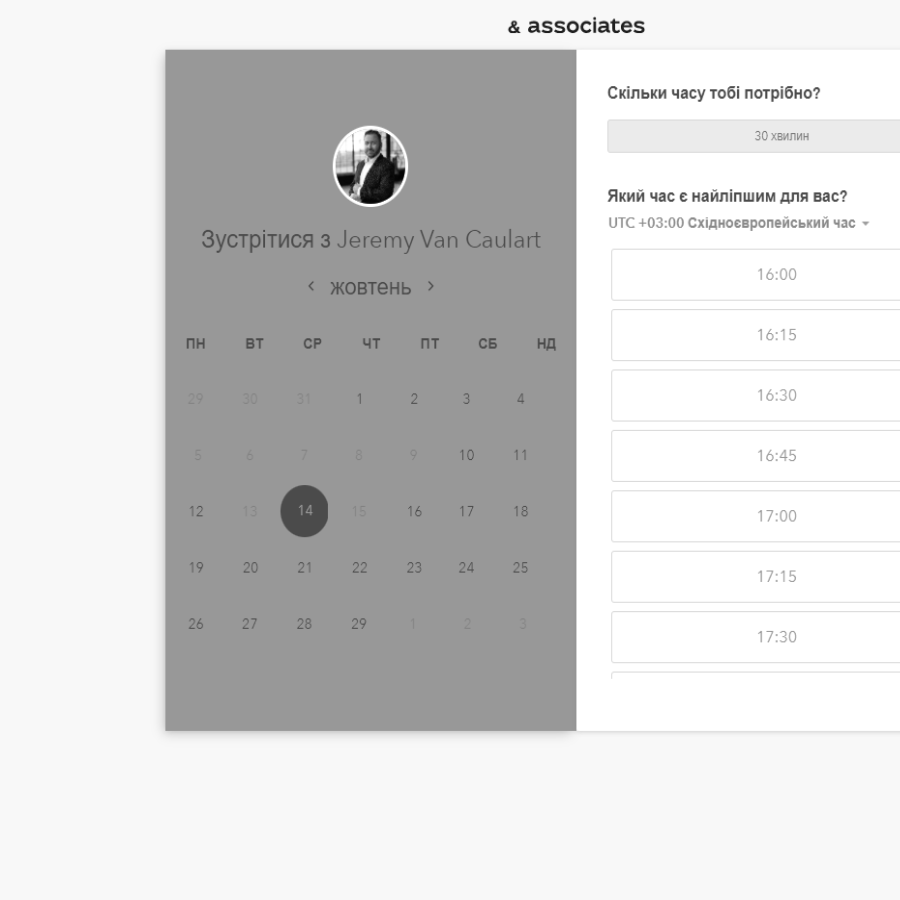 & associates
Зустрітися з Jeremy Van Caulart
жовтень
ПН ВТ СР ЧТ ПТ СБ НД
29 30 31 1 2 3 4
5 6 7 8 9 10 11
12 13 14 15 16 17 18
19 20 21 22 23 24 25
26 27 28 29 1 2 3
Скільки часу тобі потрібно?
30 хвилин
Який час є найліпшим для вас?
UTC +03:00 Східноєвропейський час
16:00
16:15
16:30
16:45
17:00
17:15
17:30